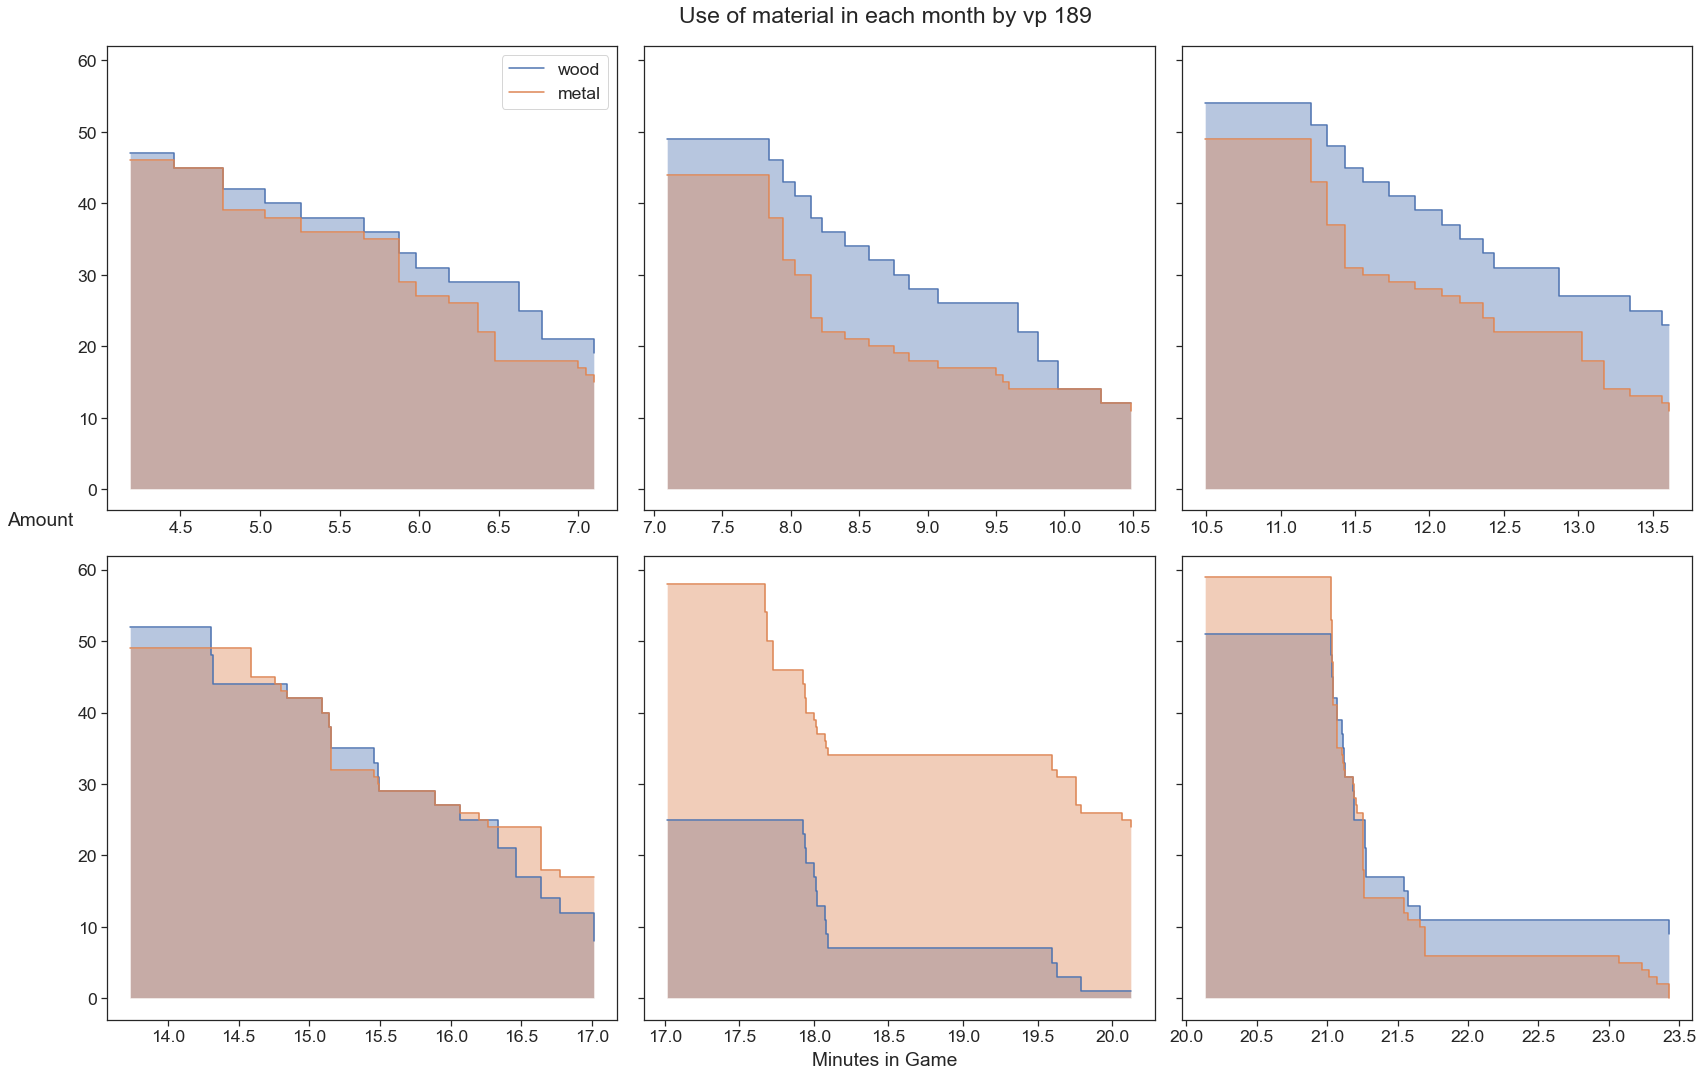 Use of material in each month by vp 189
wood
metal
60
50
40
30
20
10
0
4.5 5.0 5.5 6.0 6.5 7.0
7.0 7.5 8.0 8.5 9.0 9.5 10.0 10.5
10.5 11.0 11.5 12.0 12.5 13.0 13.5
Amount
60
50
40
30
20
10
0
14.0 14.5 15.0 15.5 16.0 16.5 17.0
17.0 17.5 18.0 18.5 19.0 19.5 20.0
20.0 20.5 21.0 21.5 22.0 22.5 23.0 23.5
Minutes in Game